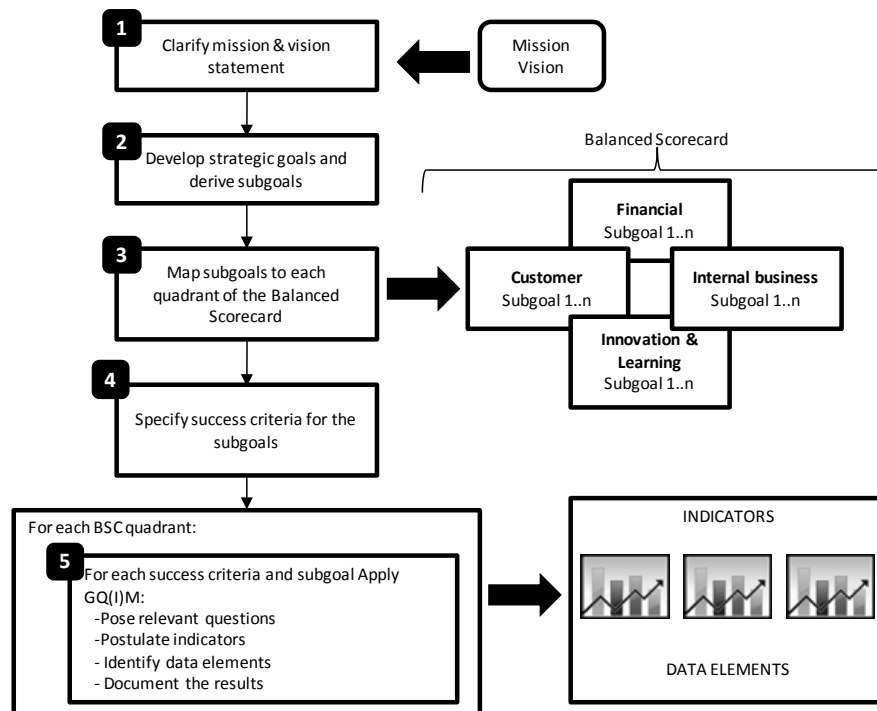 1
Clarify mission & vision
statement
Mission
Vision
2
Develop strategic goals and
derive subgoals
Balanced Scorecard
3
Map subgoals to each
quadrant of the Balanced
Scorecard
Financial
Subgoal 1..n
Customer
Subgoal 1..n
Internal business
Subgoal 1..n
Innovation &
Learning
Subgoal 1..n
4
Specify success criteria for the
subgoals
For each BSC quadrant:
5
For each success criteria and subgoal Apply
GQ(I)M:
-Pose relevant questions
-Postulate indicators
- Identify data elements
- Document the results
INDICATORS
DATA ELEMENTS